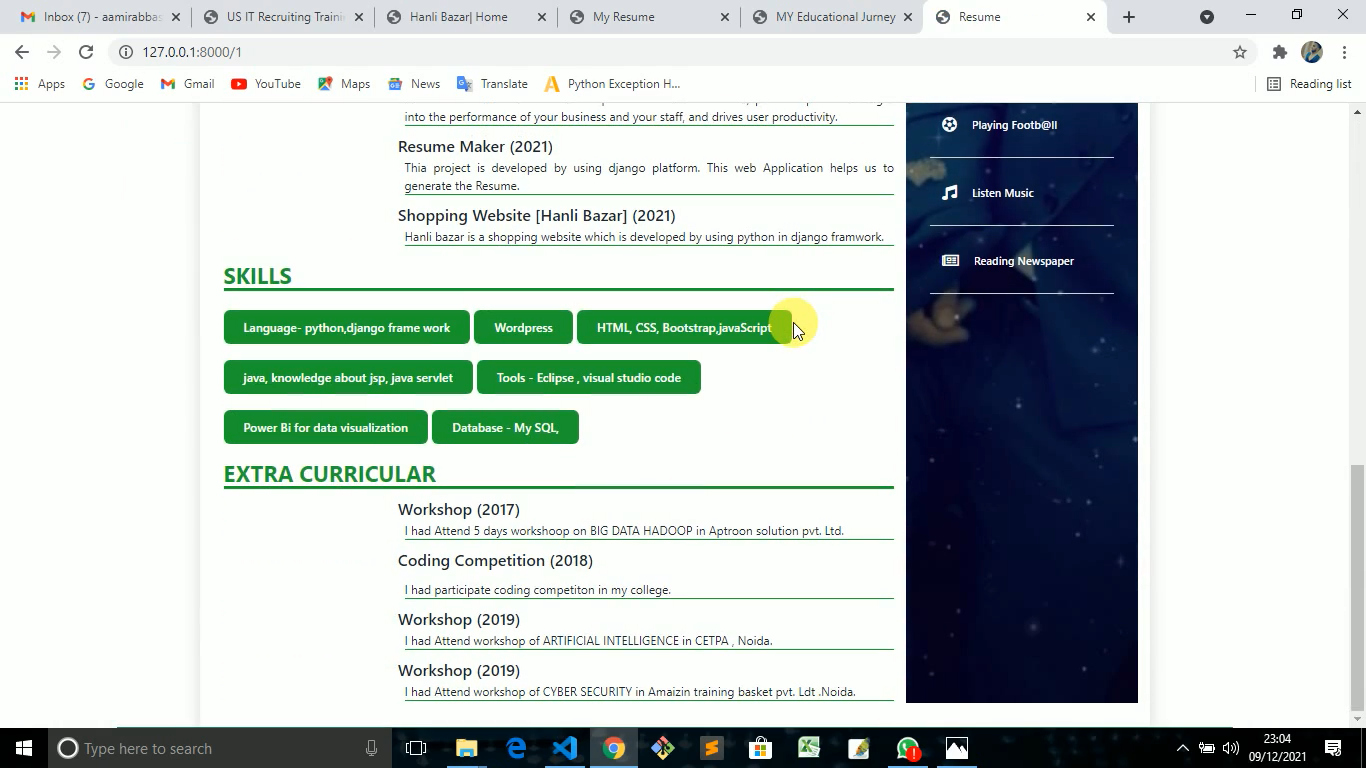 Inbox (7) - aamirabbas
US IT Recruiting Traini
Hanli Bazar| Home
My Resume
MY Educational Jurney
Resume
127.0.0.1:8000/1
Apps
Google
Gmail
YouTube
Maps
News
Translate
Python Exception H...
Reading list
into the performance of your business and your staff, and drives user productivity.
Resume Maker (2021)
Thia project is developed by using django platform. This web Application helps us to
generate the Resume.
Shopping Website [Hanli Bazar] (2021)
Hanli bazar is a shopping website which is developed by using python in django framwork.
SKILLS
Language- python,django frame work
Wordpress
HTML, CSS, Bootstrap,javaScript
java, knowledge about jsp, java servlet
Tools - Eclipse , visual studio code
Power Bi for data visualization
Database - My SQL,
EXTRA CURRICULAR
Workshop (2017)
I had Attend 5 days workshoop on BIG DATA HADOOP in Aptroon solution pvt. Ltd.
Coding Competition (2018)
I had participate coding competiton in my college.
Workshop (2019)
I had Attend workshop of ARTIFICIAL INTELLIGENCE in CETPA , Noida.
Workshop (2019)
I had Attend workshop of CYBER SECURITY in Amaizin training basket pvt. Ldt .Noida.
Playing Footb@ll
Listen Music
Reading Newspaper
Type here to search
23:04
09/12/2021